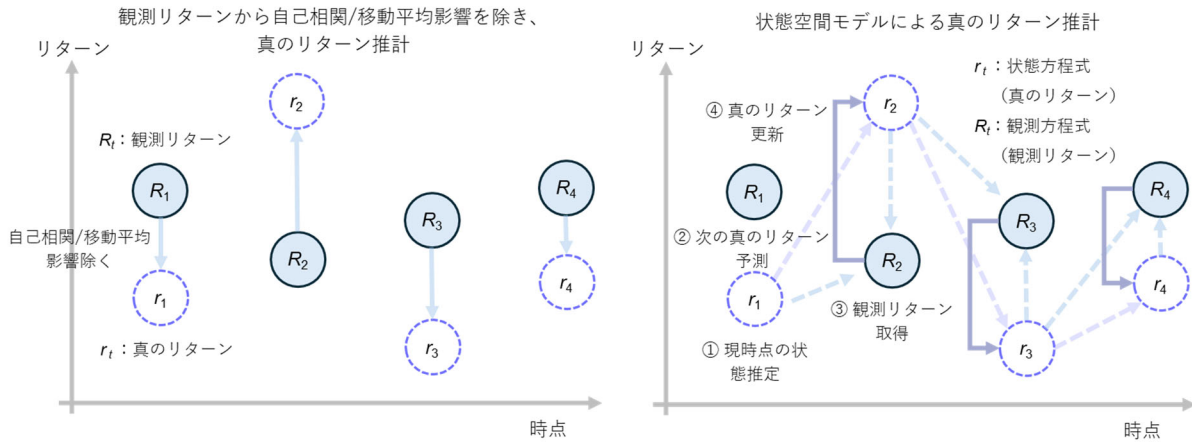 観測リターンから自己相関/移動平均影響を除き、
真のリターン推計
リターン
r2
Rt：観測リターン
R1
R2
R3
R4
自己相関/移動平均
影響除く
r1
r3
r4
rt：真のリターン
時点
状態空間モデルによる真のリターン推計
リターン
rt：状態方程式
（真のリターン）
Rt：観測方程式
（観測リターン）
r2
④ 真のリターン
更新
R1
R4
R3
② 次の真のリターン
予測
R2
r1
r4
③ 観測リターン
取得
① 現時点の状
態推定
r3
時点